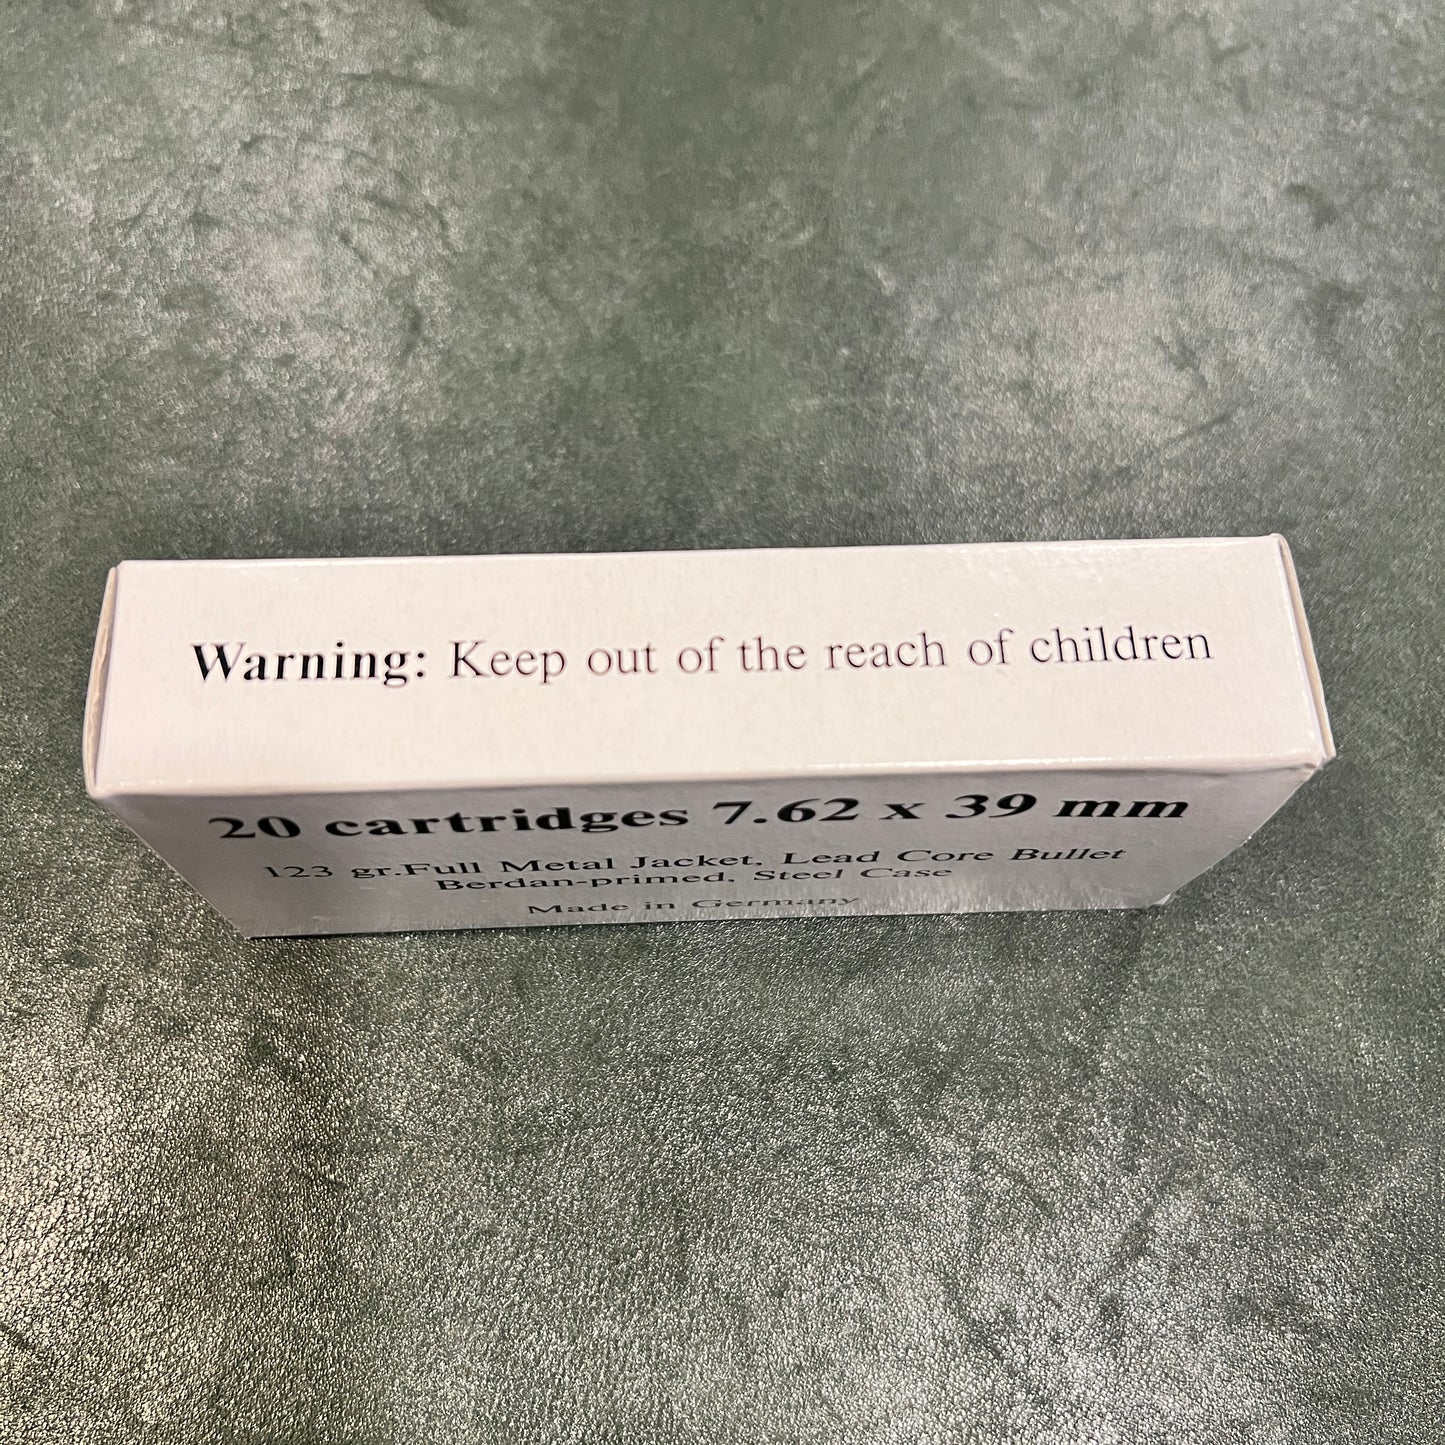 Warning: Keep out of the reach of children
20 cartridges 7.62 x 39 mm
123 gr.Full Metal Jacket, Lead Core Bullet
Berdan-primed, Steel Case
Made in Germany